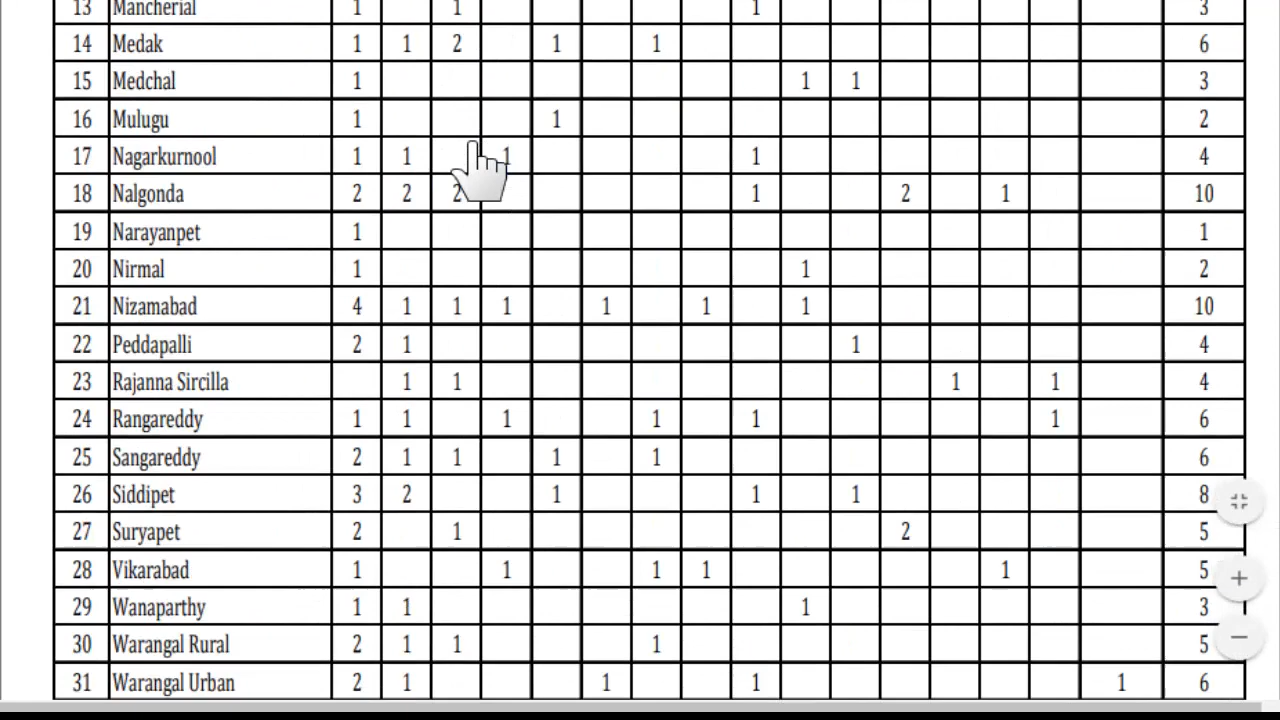 13 Mancherial 1 1 1 3
14 Medak 1 1 2 1 1 6
15 Medchal 1 1 1 3
16 Mulugu 1 1 2
17 Nagarkurnool 1 1 1 1 4
18 Nalgonda 2 2 2 1 2 1 10
19 Narayanpet 1 1
20 Nirmal 1 1 2
21 Nizamabad 4 1 1 1 1 1 1 10
22 Peddapalli 2 1 1 4
23 Rajanna Sircilla 1 1 1 1 4
24 Rangareddy 1 1 1 1 1 1 6
25 Sangareddy 2 1 1 1 1 6
26 Siddipet 3 2 1 1 1 8
27 Suryapet 2 1 2 5
28 Vikarabad 1 1 1 1 1 5
29 Wanaparthy 1 1 1 3
30 Warangal Rural 2 1 1 1 5
31 Warangal Urban 2 1 1 1 1 6